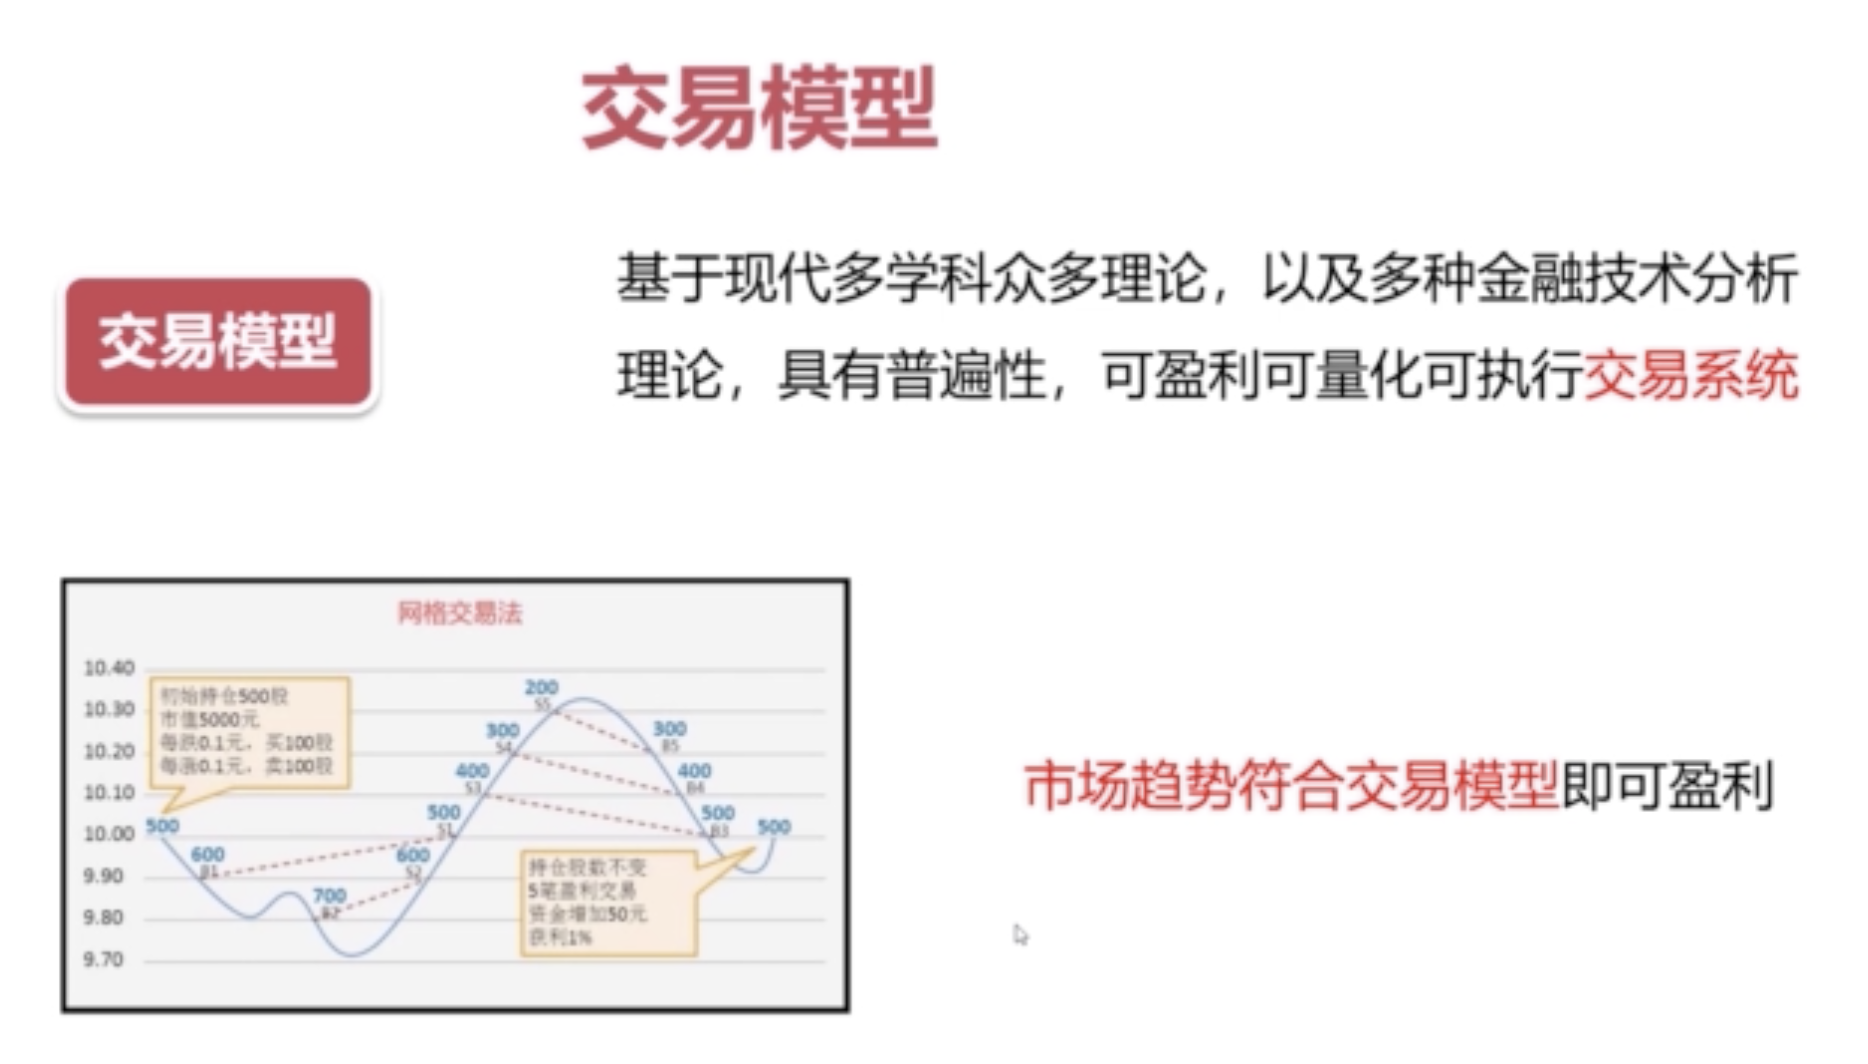 交易模型
交易模型
基于现代多学科众多理论，以及多种金融技术分析
理论，具有普遍性，可盈利可量化可执行交易系统
网格交易法
10.40
10.30
10.20
10.10
10.00
9.90
9.80
9.70
初始持仓500股
市值5000元
每跌0.1元，买100股
每涨0.1元，卖100股
500
600
B1
700
B2
600
S2
500
S1
400
S3
300
S4
200
S5
300
B5
400
B4
500
B3
500
持仓股数不变
5笔盈利交易
资金增加50元
获利1%
市场趋势符合交易模型即可盈利